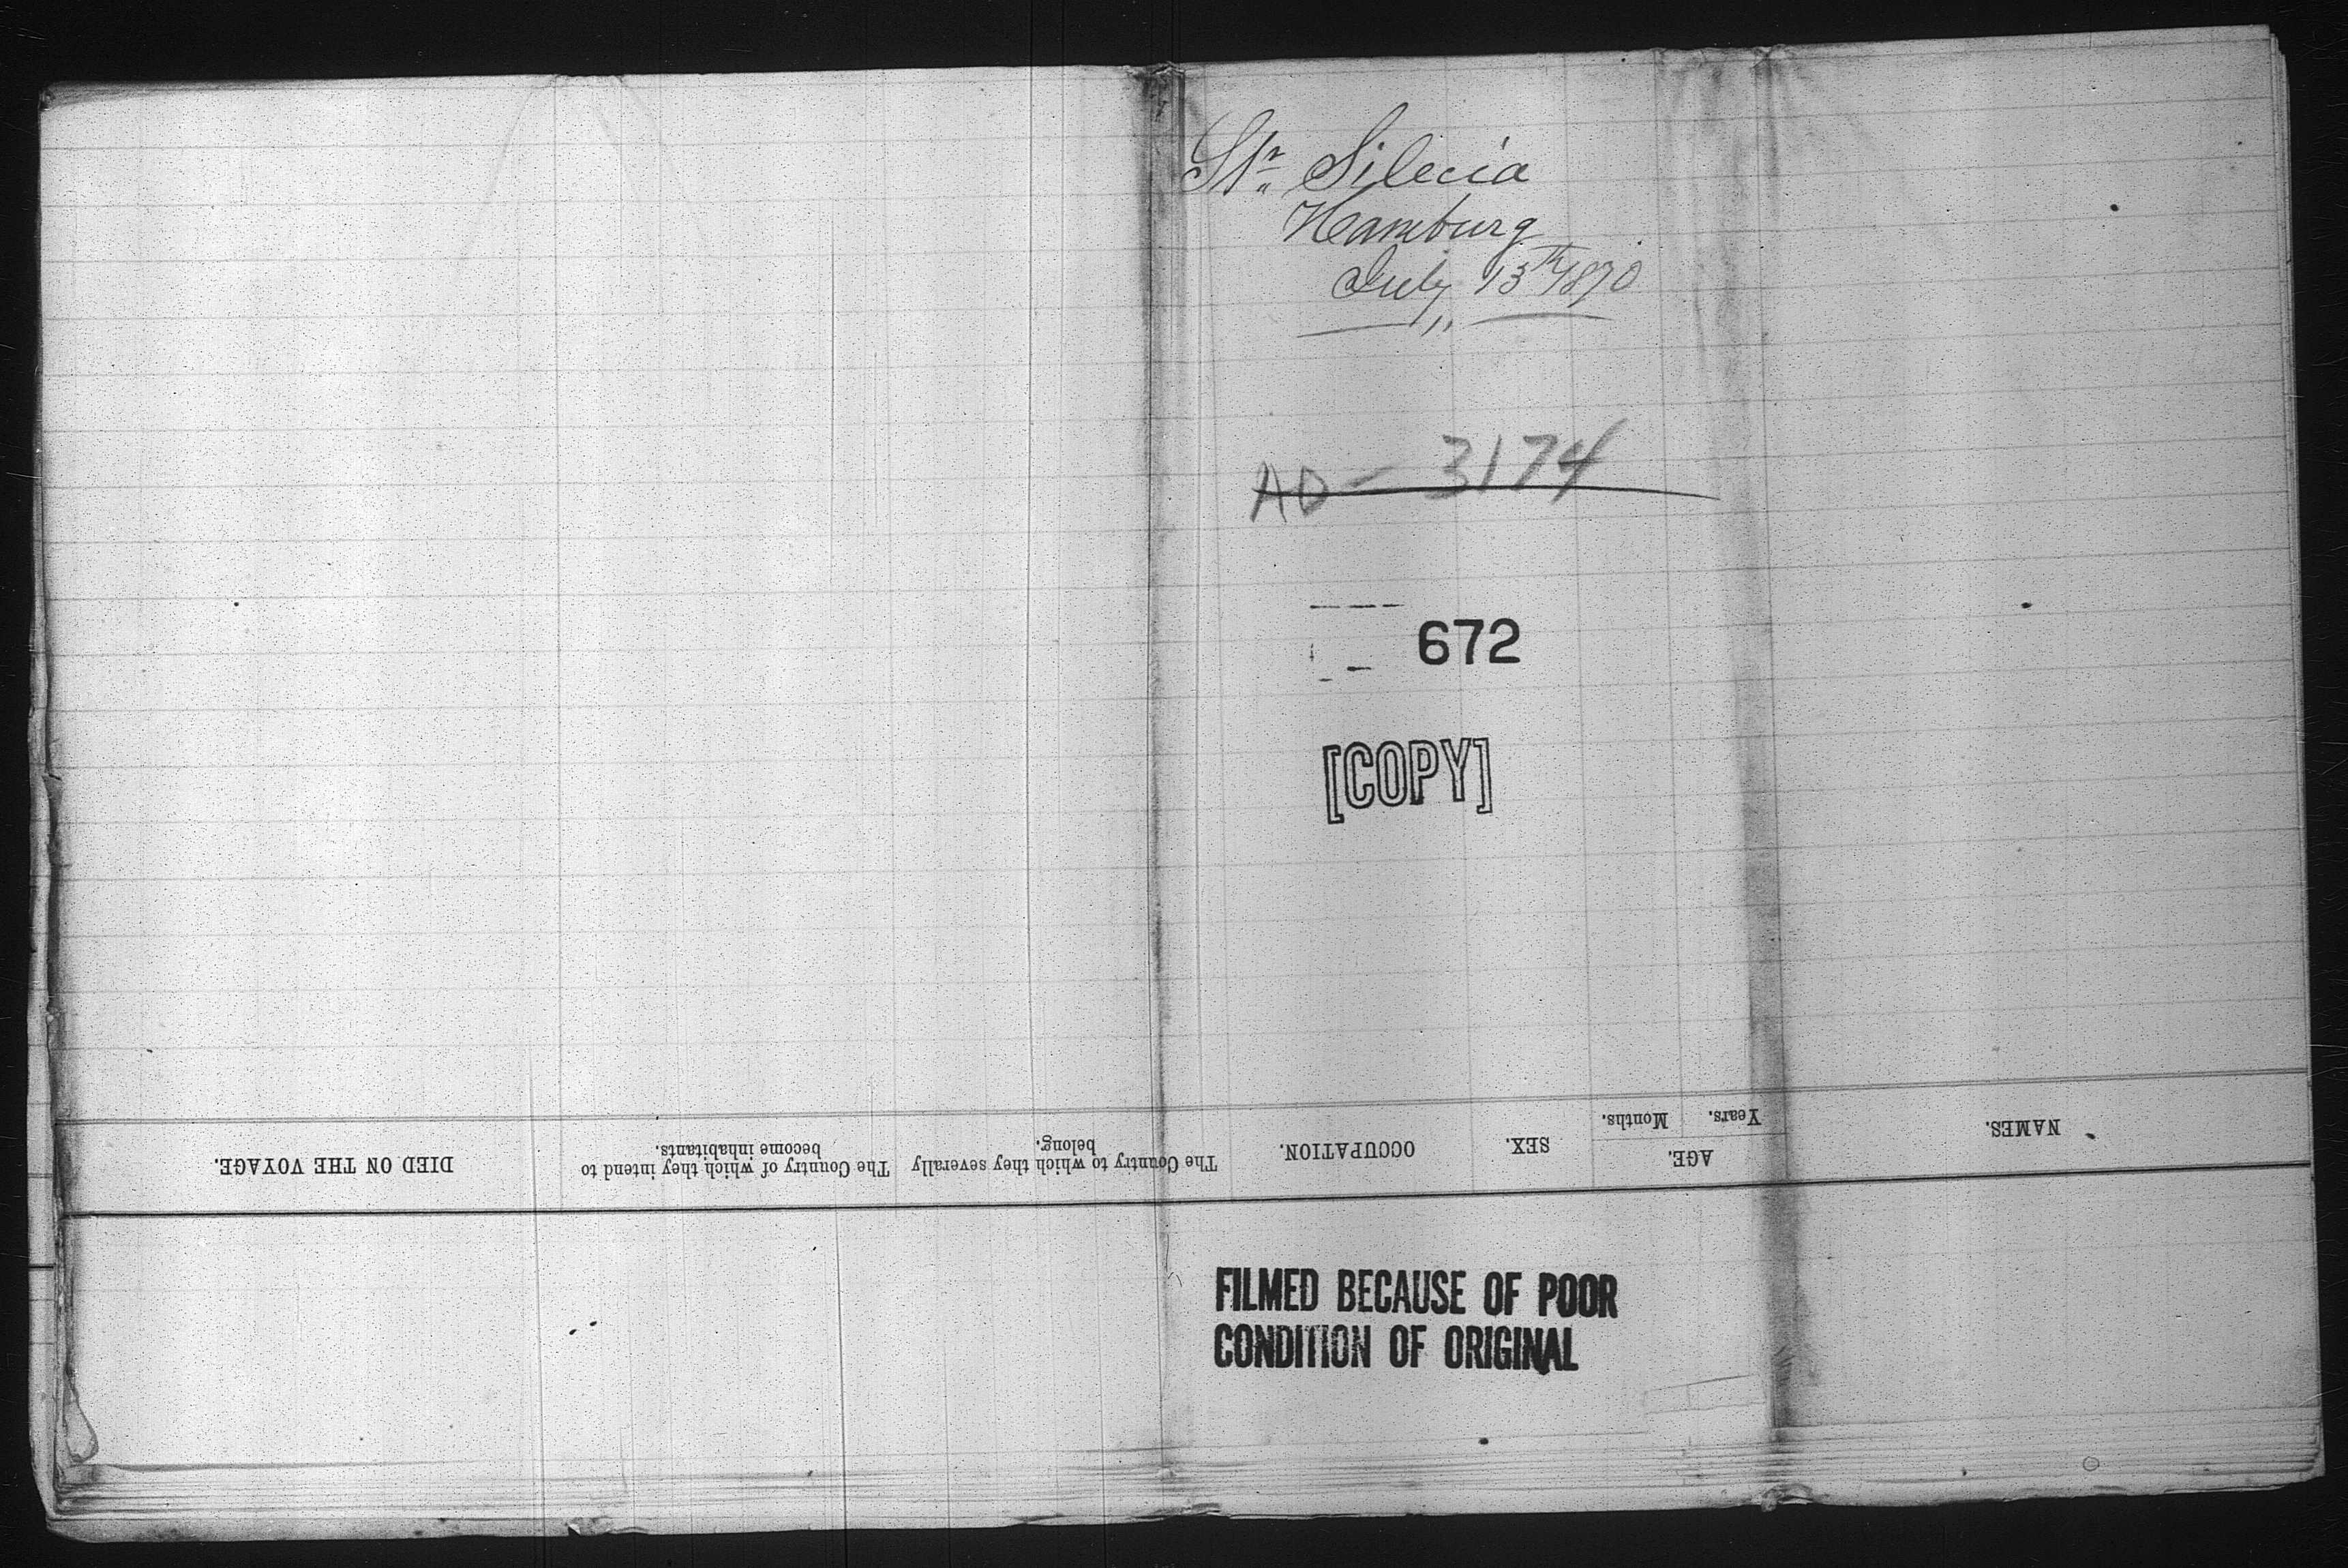 Str Silecia
Hamburg
July 13th 1870
AD - 3174
672
[COPY]
FILMED BECAUSE OF POOR
CONDITION OF ORIGINAL
NAMES.
AGE.
Years.
Months.
SEX.
OCCUPATION.
The Country to which they severally
belong.
The Country of which they intend to
become inhabitants.
DIED ON THE VOYAGE.